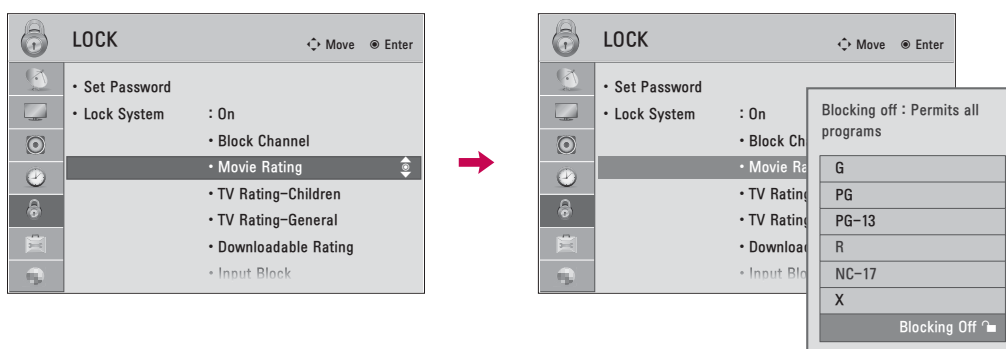 LOCK
Move Enter
• Set Password
• Lock System : On
• Block Channel
• Movie Rating
• TV Rating-Children
• TV Rating-General
• Downloadable Rating
• Input Block
LOCK
Move Enter
• Set Password
• Lock System : On
• Block Ch
• Movie Ra
• TV Rating
• TV Rating
• Downloa
• Input Blo
Blocking off : Permits all
programs
G
PG
PG-13
R
NC-17
X
Blocking Off